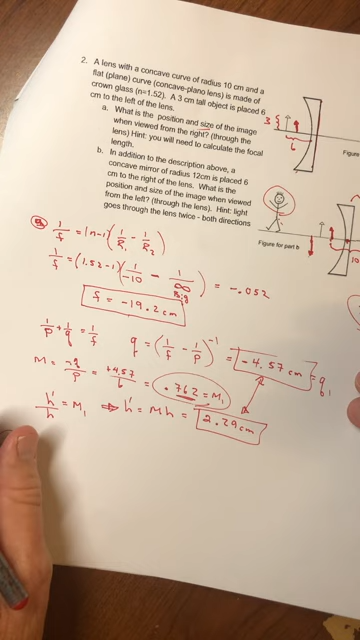 2. A lens with a concave curve of radius 10 cm and a
flat (plane) curve (concave-plano lens) is made of
crown glass (n=1.52). A 3 cm tall object is placed 6
cm to the left of the lens.
a. What is the position and size of the image
when viewed from the right? (through the
lens) Hint: you will need to calculate the focal
length.
b. In addition to the description above, a
concave mirror of radius 12cm is placed 6
cm to the right of the lens. What is the
position and size of the image when viewed
from the left? (through the lens). Hint: light
goes through the lens twice - both directions
3
6
Figure
Figure for part b
10
1/f = (n-1)(1/R₁ - 1/R₂)
1/f = (1.52-1)(1/-10 - 1/∞) = -.052
Big
f = -19.2 cm
1/p + 1/q = 1/f q = (1/f - 1/p)⁻¹ = -4.57 cm = q₁
M = -q/p = +4.57/6 = .762 = M₁
h'/h = M₁ ⇒ h' = Mh = 2.29 cm